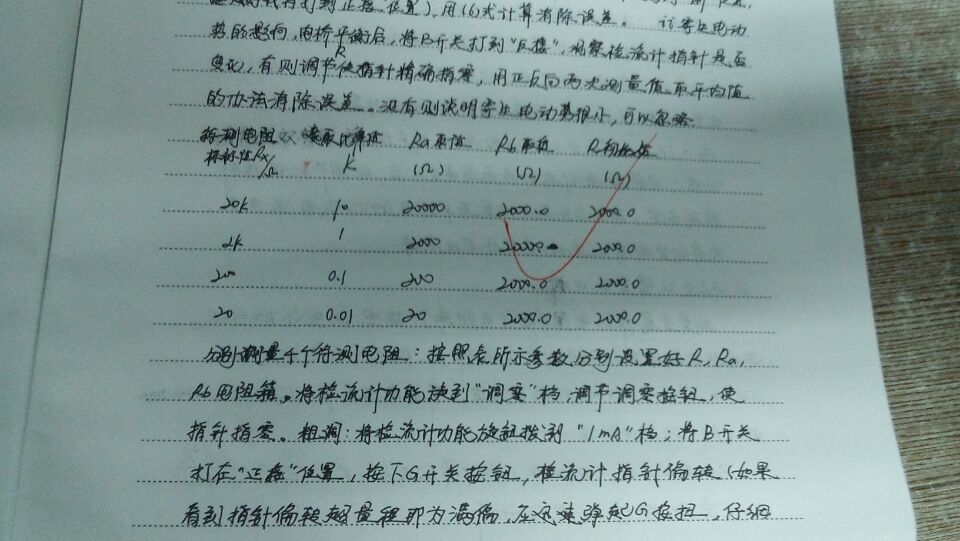 打到正接位置），用(6)式计算消除误差。 计寄生电动
势的影响，电桥平衡后，将B开关打到“反接”，观察检流计指针是否
变化，有则调节R使指针精确指零，用正反向两次测量值取平均值
的办法消除误差。没有则说明寄生电动势很小，可以忽略
待测电阻 比率值 Ra取值 Rb取值 R初始值
标称值Rx/Ω K (Ω) (Ω) (Ω)
20k 10 20000 2000.0 2000.0
2k 1 2000 2000.0 2000.0
200 0.1 200 2000.0 2000.0
20 0.01 20 2000.0 2000.0
分别测量4个待测电阻：按照表所示参数分别设置好R，Ra，
Rb电阻箱。将检流计功能旋到“调零”档，调节调零按钮，使
指针指零。粗调：将检流计功能旋钮拨到“1mA”档；将B开关
打在“正接”位置，按下G开关按钮，检流计指针偏转（如果
看到指针偏转超量程即为满偏，应迅速弹起G按钮，仔细